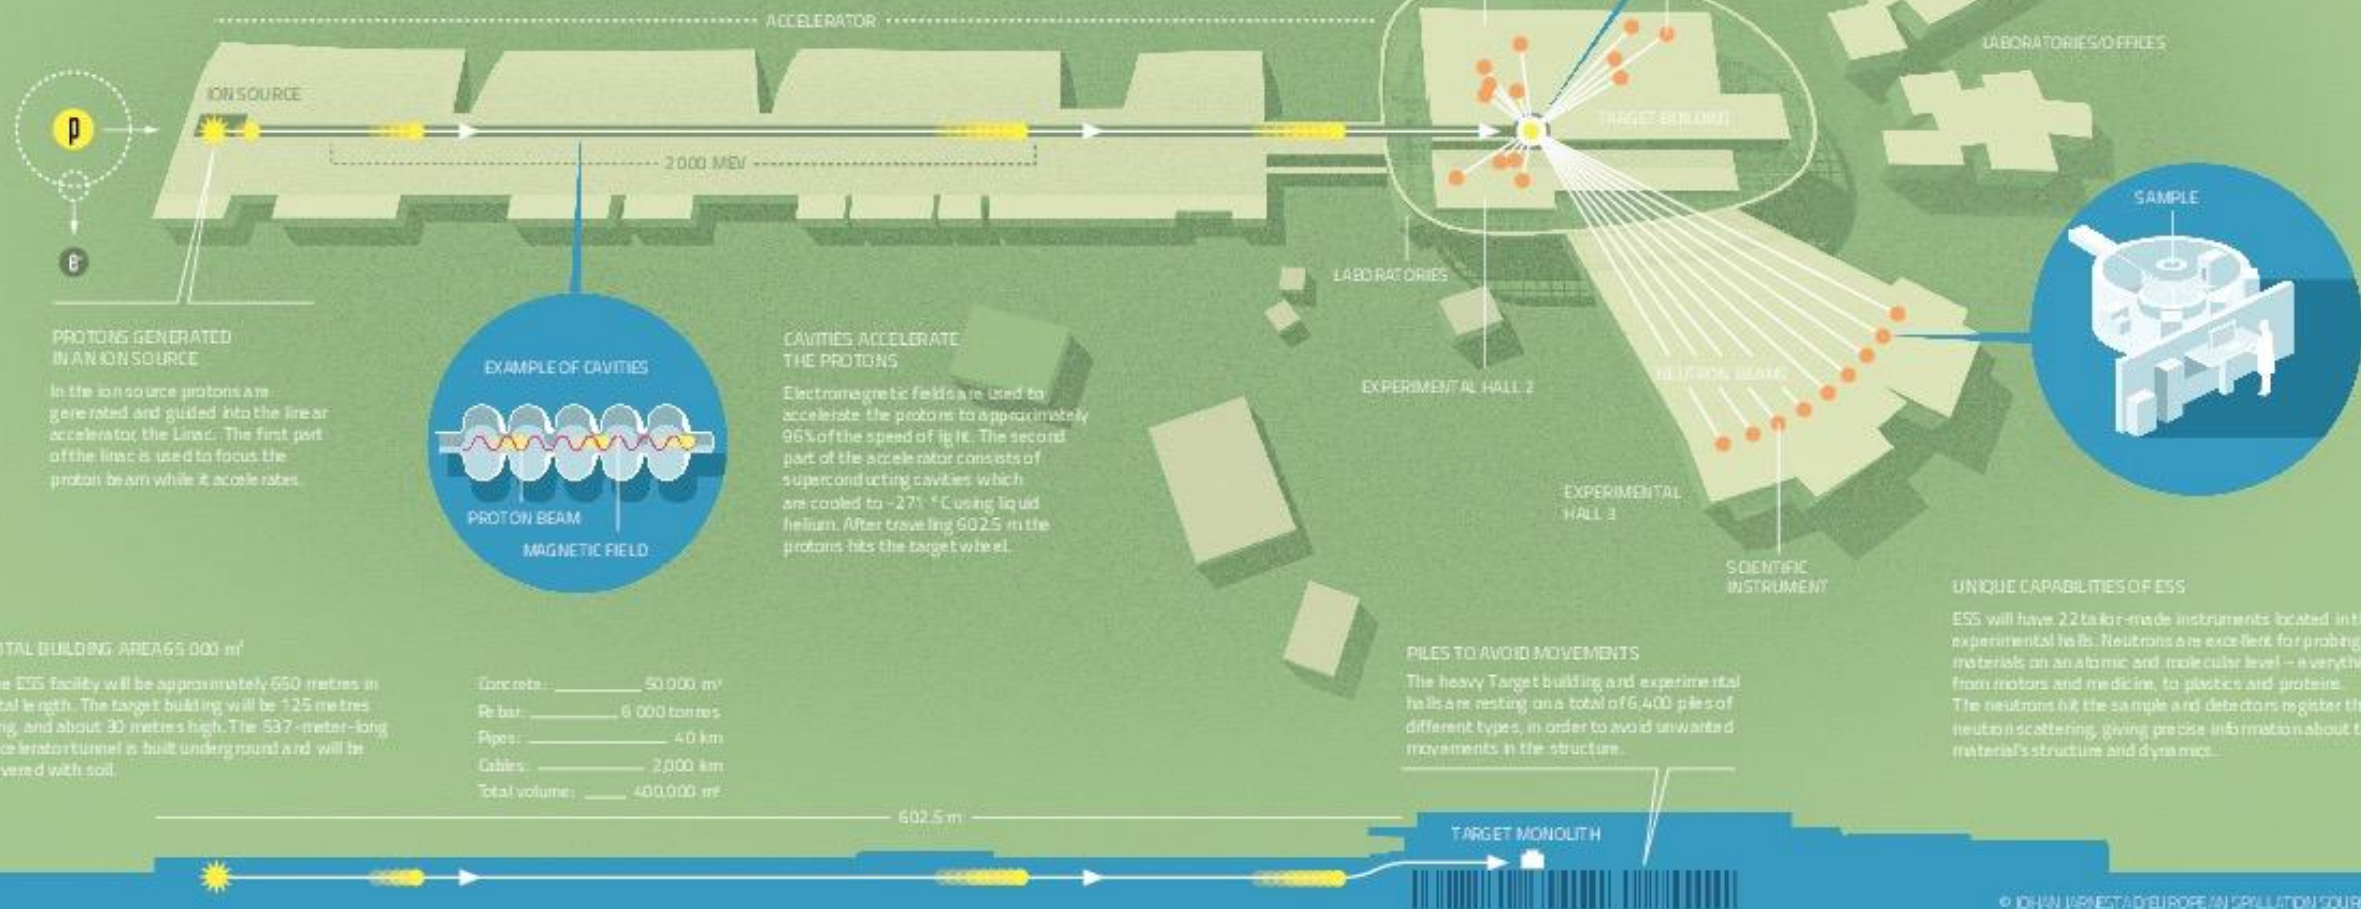 ACCELERATOR
LABORATORIES/OFFICES
ION SOURCE
p
TARGET BUILDING
2 000 MEV
SAMPLE
e
LABORATORIES
PROTONS GENERATED
IN AN ION SOURCE
In the ion source protons are
generated and guided into the linear
accelerator, the Linac. The first part
of the linac is used to focus the
proton beam while it accelerates.
EXAMPLE OF CAVITIES
PROTON BEAM
MAGNETIC FIELD
CAVITIES ACCELERATE
THE PROTONS
Electromagnetic fields are used to
accelerate the protons to approximately
96% of the speed of light. The second
part of the accelerator consists of
superconducting cavities which
are cooled to -271 °C using liquid
helium. After traveling 602.5 m the
protons hits the target wheel.
EXPERIMENTAL HALL 2
NEUTRON BEAMS
EXPERIMENTAL
HALL 3
SCIENTIFIC
INSTRUMENT
UNIQUE CAPABILITIES OF ESS
ESS will have 22 tailor-made instruments located in
experimental halls. Neutrons are excellent for probing
materials on an atomic and molecular level – everyth
from motors and medicine, to plastics and proteins.
The neutrons hit the sample and detectors register th
neutron scattering, giving precise information about t
material's structure and dynamics.
OTAL BUILDING AREA 65 000 m²
e ESS facility will be approximately 650 metres in
tal length. The target building will be 125 metres
ng, and about 30 metres high. The 537-meter-long
celerator tunnel is built underground and will be
vered with soil.
Concrete: 50 000 m³
Rebar: 6 000 tonnes
Pipes: 40 km
Cables: 2,000 km
Total volume: 400,000 m³
PILES TO AVOID MOVEMENTS
The heavy Target building and experimental
halls are resting on a total of 6,400 piles of
different types, in order to avoid unwanted
movements in the structure.
602.5 m
TARGET MONOLITH
© JOHAN JARNESTAD/EUROPEAN SPALLATION SOUR